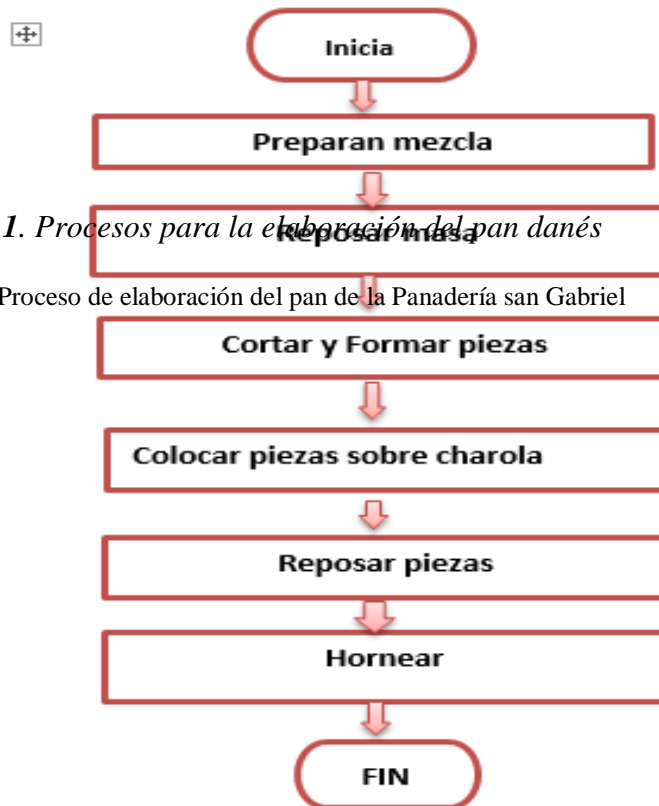 Inicia
Preparan mezcla
1. Procesos para la elaboración del pan danés
Reposar masa
Proceso de elaboración del pan de la Panadería san Gabriel
Cortar y Formar piezas
Colocar piezas sobre charola
Reposar piezas
Hornear
FIN